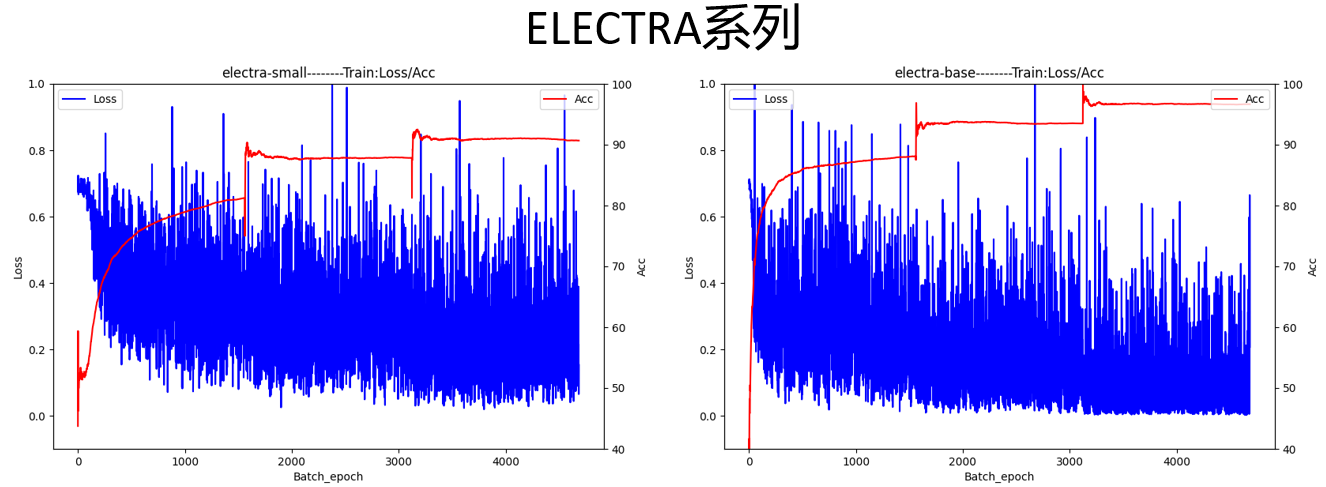 ELECTRA系列
electra-small--------Train:Loss/Acc
Loss
Acc
1.0
0.8
0.6
0.4
0.2
0.0
Loss
100
90
80
70
60
50
40
Acc
0
1000
2000
3000
4000
Batch_epoch
electra-base--------Train:Loss/Acc
Loss
Acc
1.0
0.8
0.6
0.4
0.2
0.0
Loss
100
90
80
70
60
50
40
Acc
0
1000
2000
3000
4000
Batch_epoch